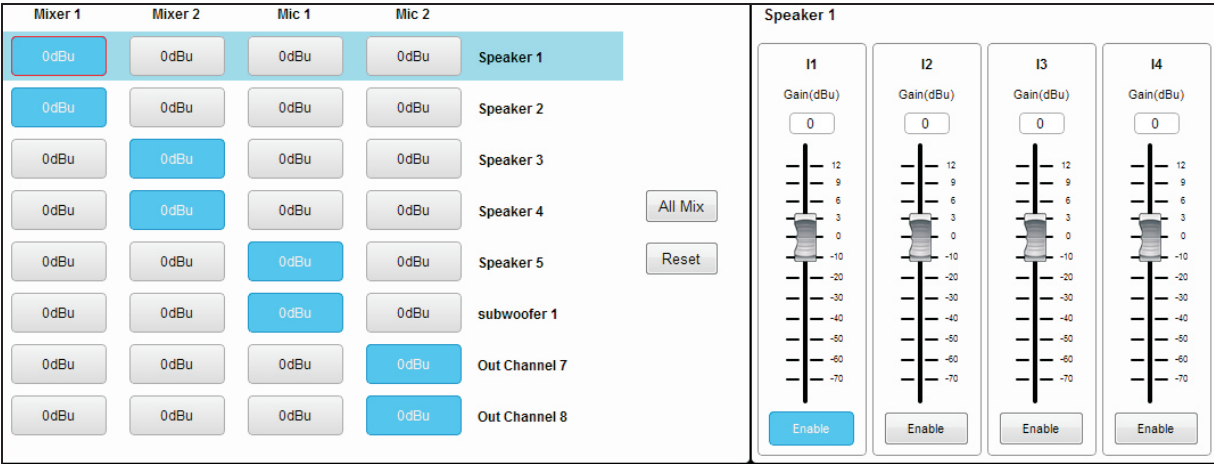 Mixer 1 Mixer 2 Mic 1 Mic 2
0dBu 0dBu 0dBu 0dBu Speaker 1
0dBu 0dBu 0dBu 0dBu Speaker 2
0dBu 0dBu 0dBu 0dBu Speaker 3
0dBu 0dBu 0dBu 0dBu Speaker 4
0dBu 0dBu 0dBu 0dBu Speaker 5
0dBu 0dBu 0dBu 0dBu subwoofer 1
0dBu 0dBu 0dBu 0dBu Out Channel 7
0dBu 0dBu 0dBu 0dBu Out Channel 8
All Mix
Reset
Speaker 1
I1 I2 I3 I4
Gain(dBu) Gain(dBu) Gain(dBu) Gain(dBu)
0 0 0 0
12 12 12 12
9 9 9 9
6 6 6 6
3 3 3 3
0 0 0 0
-10 -10 -10 -10
-20 -20 -20 -20
-30 -30 -30 -30
-40 -40 -40 -40
-50 -50 -50 -50
-60 -60 -60 -60
-70 -70 -70 -70
Enable Enable Enable Enable